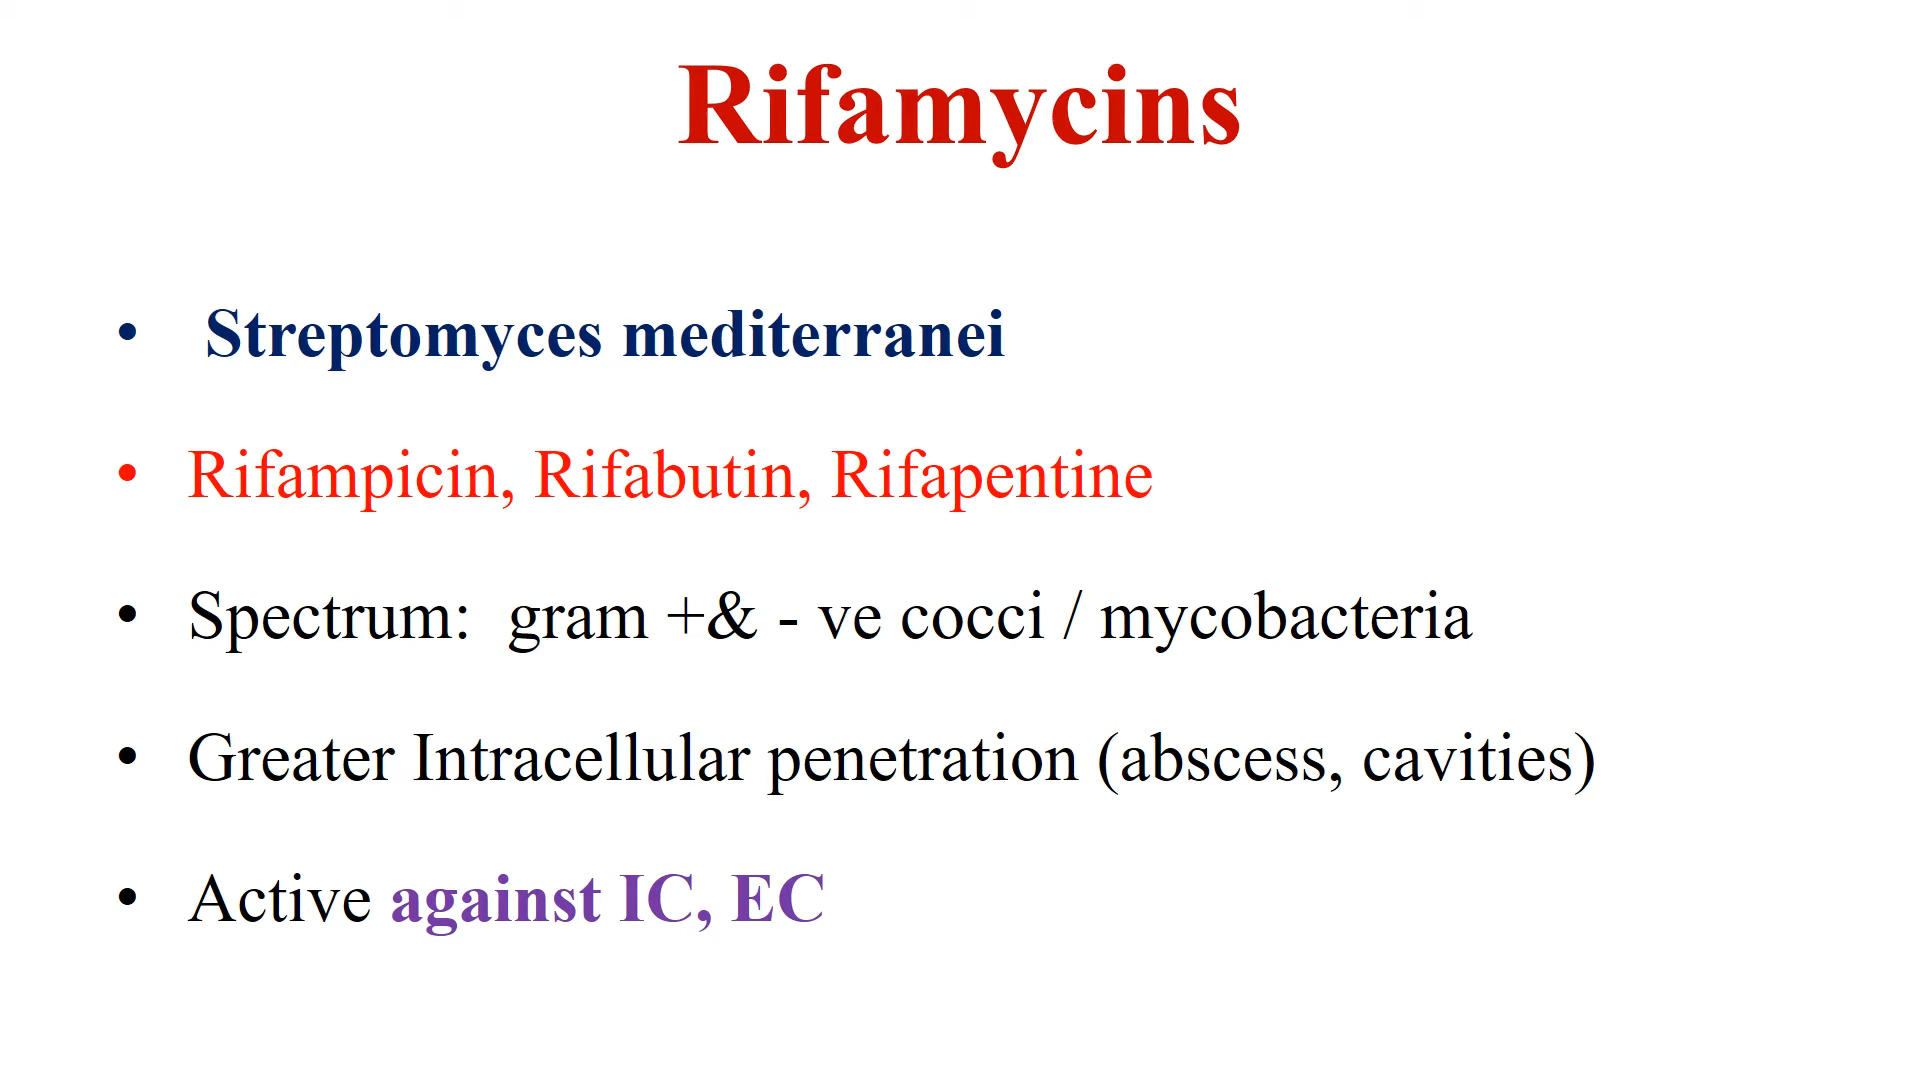 Rifamycins
• Streptomyces mediterranei
• Rifampicin, Rifabutin, Rifapentine
• Spectrum: gram +& - ve cocci / mycobacteria
• Greater Intracellular penetration (abscess, cavities)
• Active against IC, EC